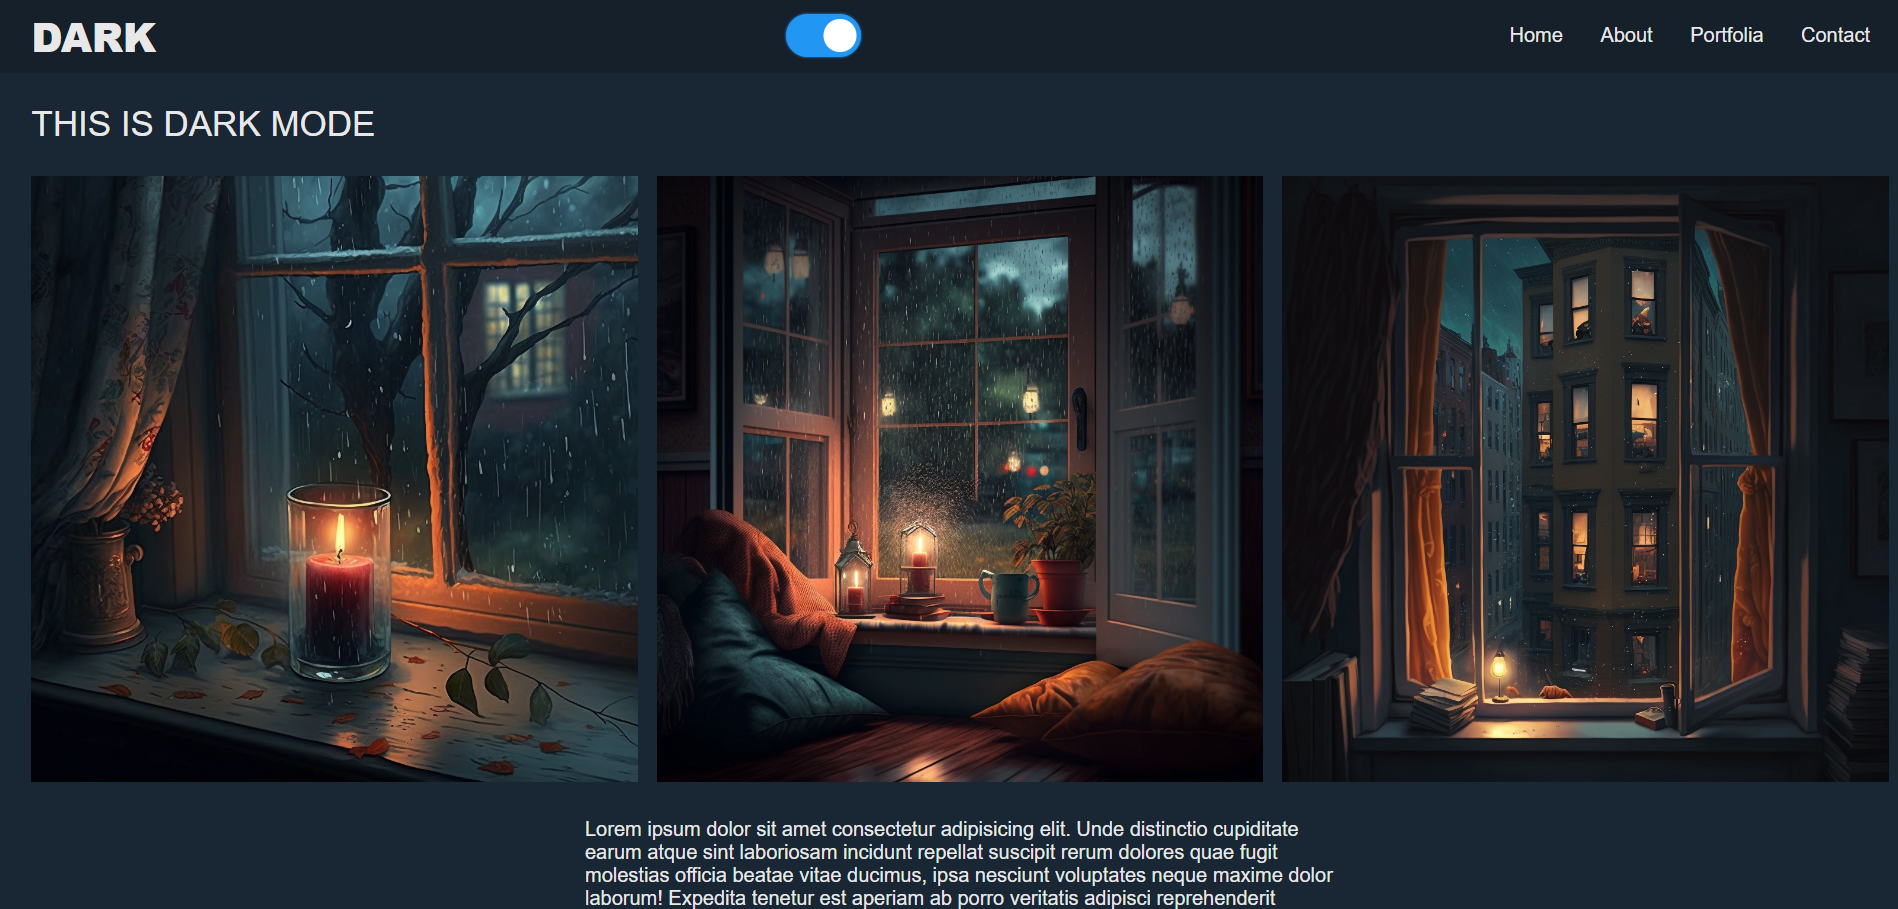 DARK
Home About Portfolia Contact
THIS IS DARK MODE
Lorem ipsum dolor sit amet consectetur adipisicing elit. Unde distinctio cupiditate
earum atque sint laboriosam incidunt repellat suscipit rerum dolores quae fugit
molestias officia beatae vitae ducimus, ipsa nesciunt voluptates neque maxime dolor
laborum! Expedita tenetur est aperiam ab porro veritatis adipisci reprehenderit